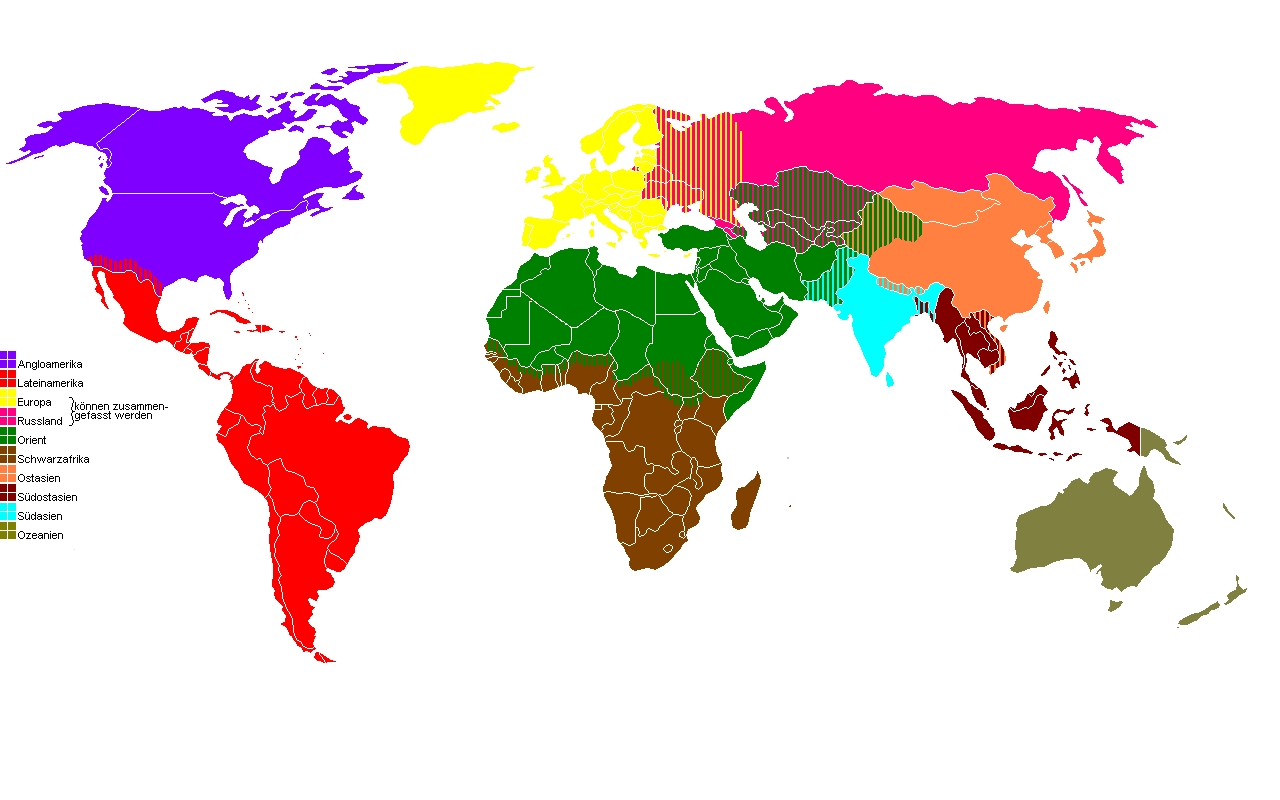 Angloamerika
Lateinamerika
Europa
Russland
können zusammen-
gefasst werden
Orient
Schwarzafrika
Ostasien
Südostasien
Südasien
Ozeanien